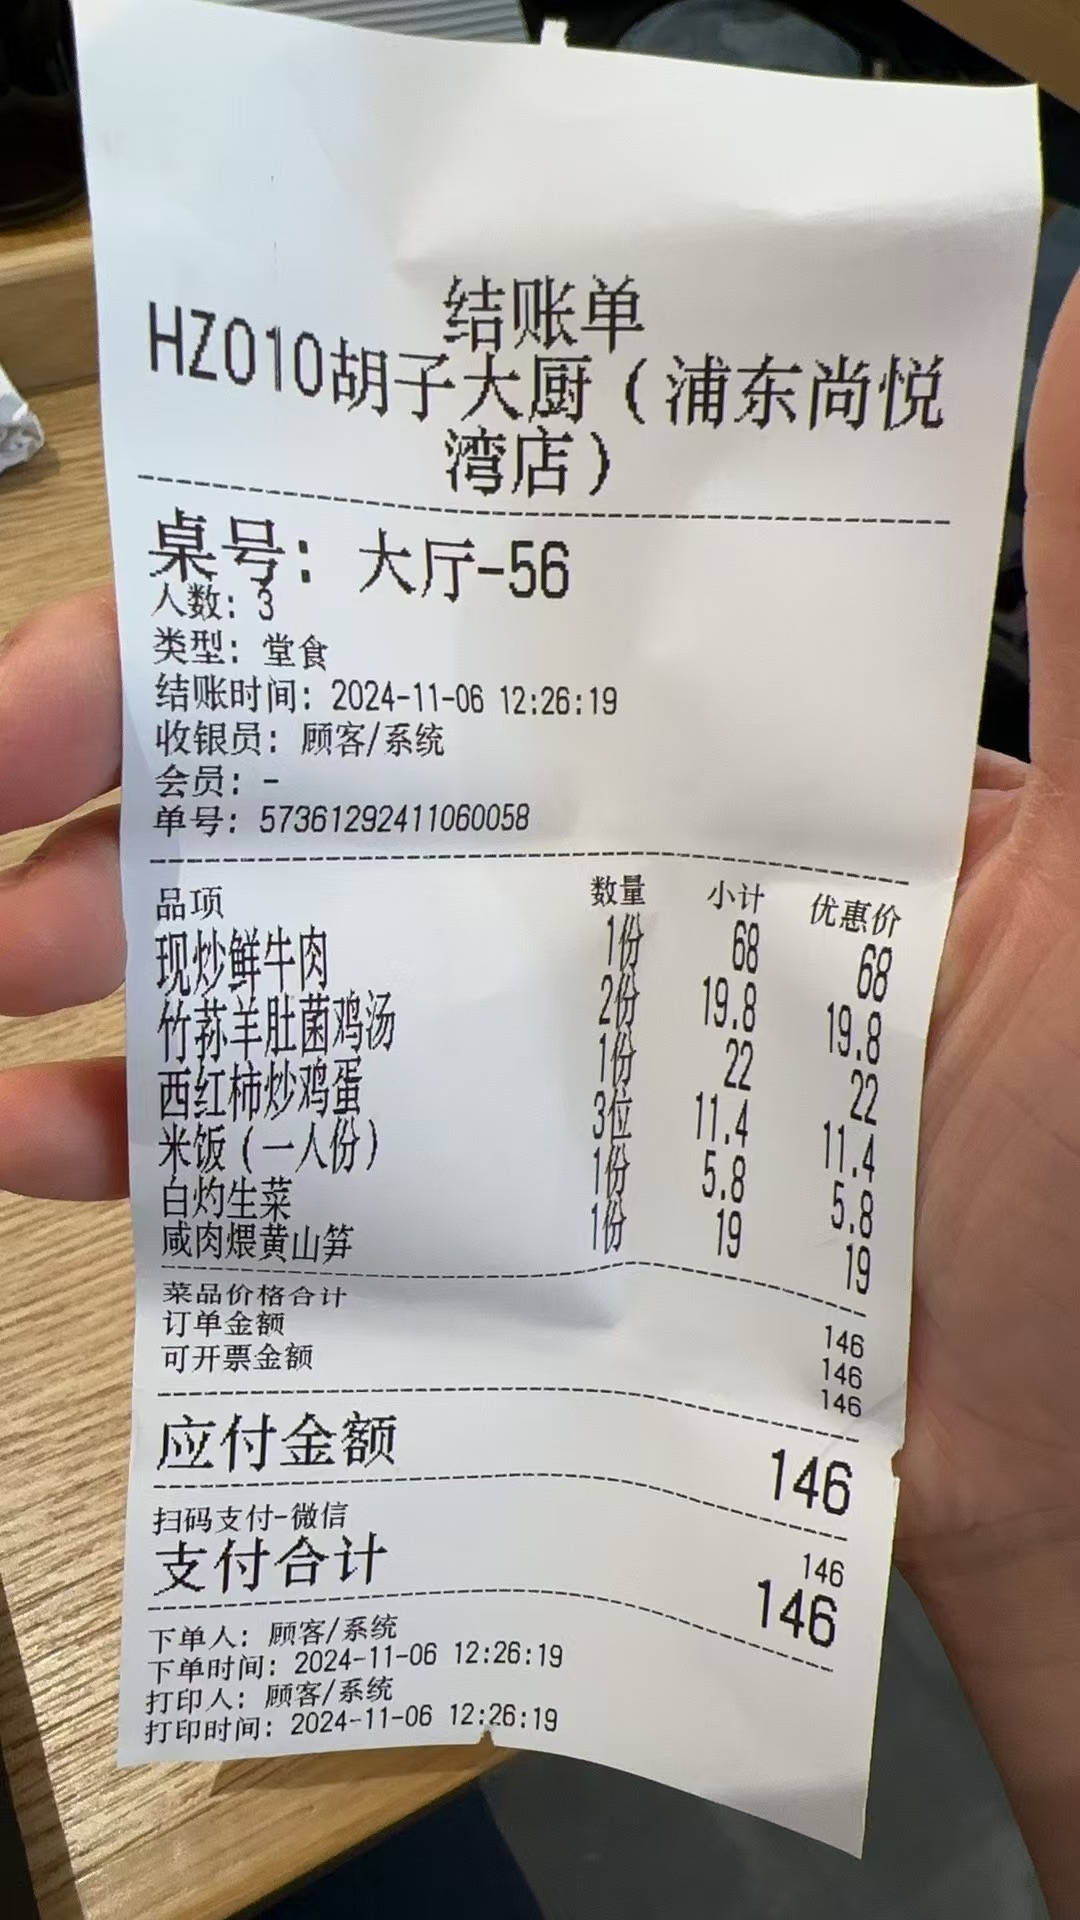 结账单
HZ010胡子大厨（浦东尚悦
湾店）
桌号：大厅-56
人数：3
类型：堂食
结账时间：2024-11-06 12:26:19
收银员：顾客/系统
会员：-
单号：57361292411060058
品项 数量 小计 优惠价
现炒鲜牛肉 1份 68 68
竹荪羊肚菌鸡汤 2份 19.8 19.8
西红柿炒鸡蛋 1份 22 22
米饭（一人份） 3位 11.4 11.4
白灼生菜 1份 5.8 5.8
咸肉煨黄山笋 1份 19 19
菜品价格合计 146
订单金额 146
可开票金额 146
应付金额 146
扫码支付-微信 146
支付合计 146
下单人：顾客/系统
下单时间：2024-11-06 12:26:19
打印人：顾客/系统
打印时间：2024-11-06 12:26:19